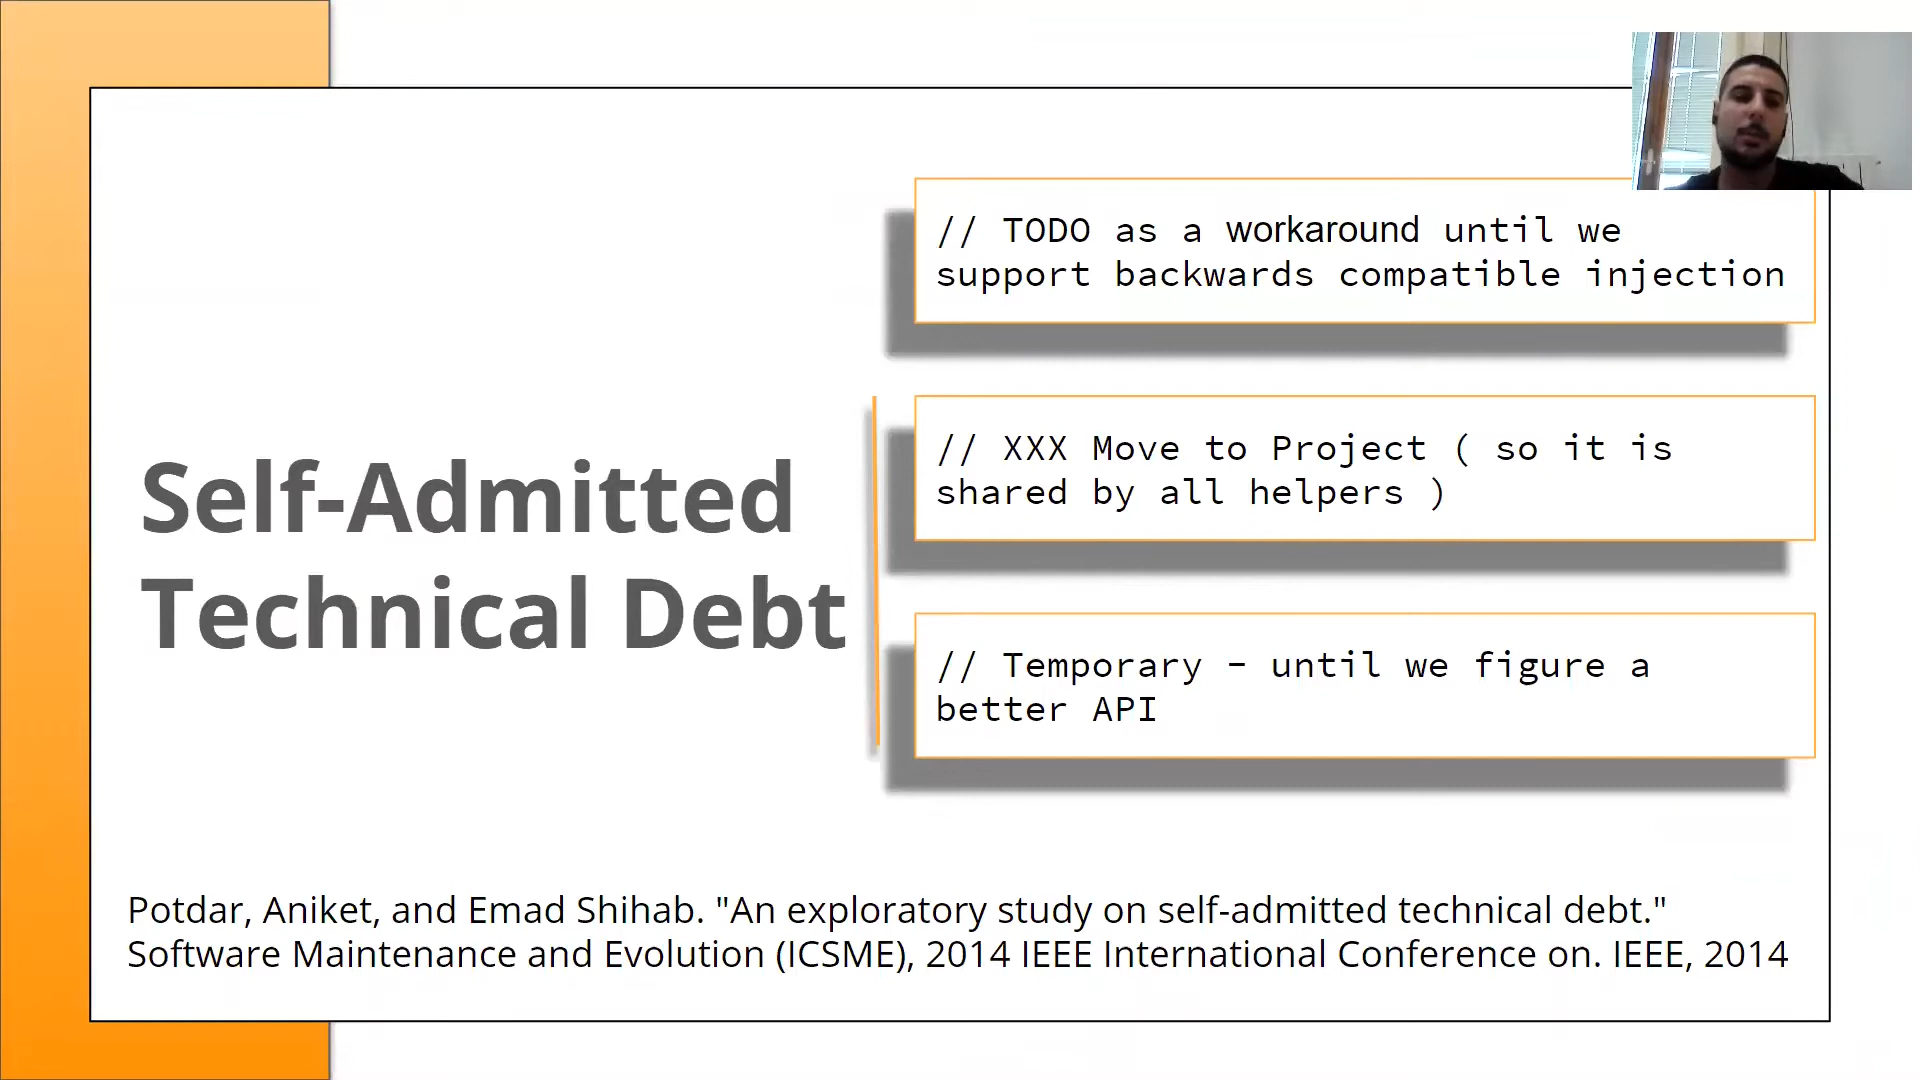 Self-Admitted
Technical Debt
// TODO as a workaround until we
support backwards compatible injection
// XXX Move to Project ( so it is
shared by all helpers )
// Temporary – until we figure a
better API
Potdar, Aniket, and Emad Shihab. "An exploratory study on self-admitted technical debt."
Software Maintenance and Evolution (ICSME), 2014 IEEE International Conference on. IEEE, 2014